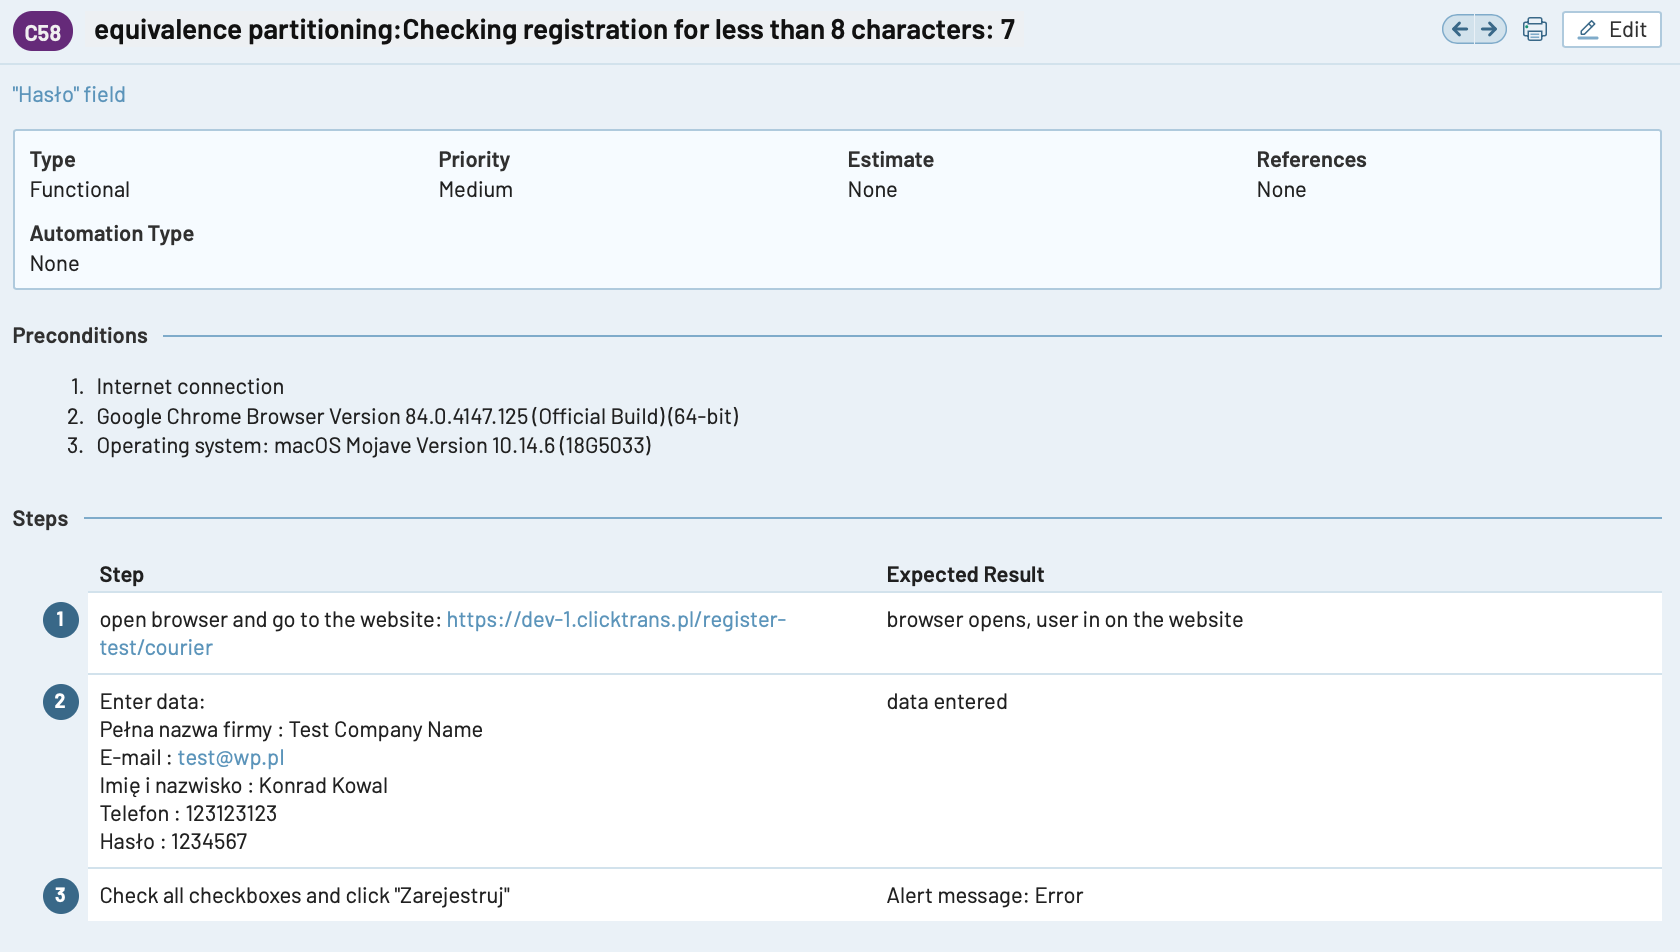 C58 equivalence partitioning:Checking registration for less than 8 characters: 7
Edit
"Hasło" field
Type Priority Estimate References
Functional Medium None None
Automation Type
None
Preconditions
1. Internet connection
2. Google Chrome Browser Version 84.0.4147.125 (Official Build) (64-bit)
3. Operating system: macOS Mojave Version 10.14.6 (18G5033)
Steps
Step Expected Result
1 open browser and go to the website: https://dev-1.clicktrans.pl/register- browser opens, user in on the website
test/courier
2 Enter data: data entered
Pełna nazwa firmy : Test Company Name
E-mail : test@wp.pl
Imię i nazwisko : Konrad Kowal
Telefon : 123123123
Hasło : 1234567
3 Check all checkboxes and click "Zarejestruj" Alert message: Error